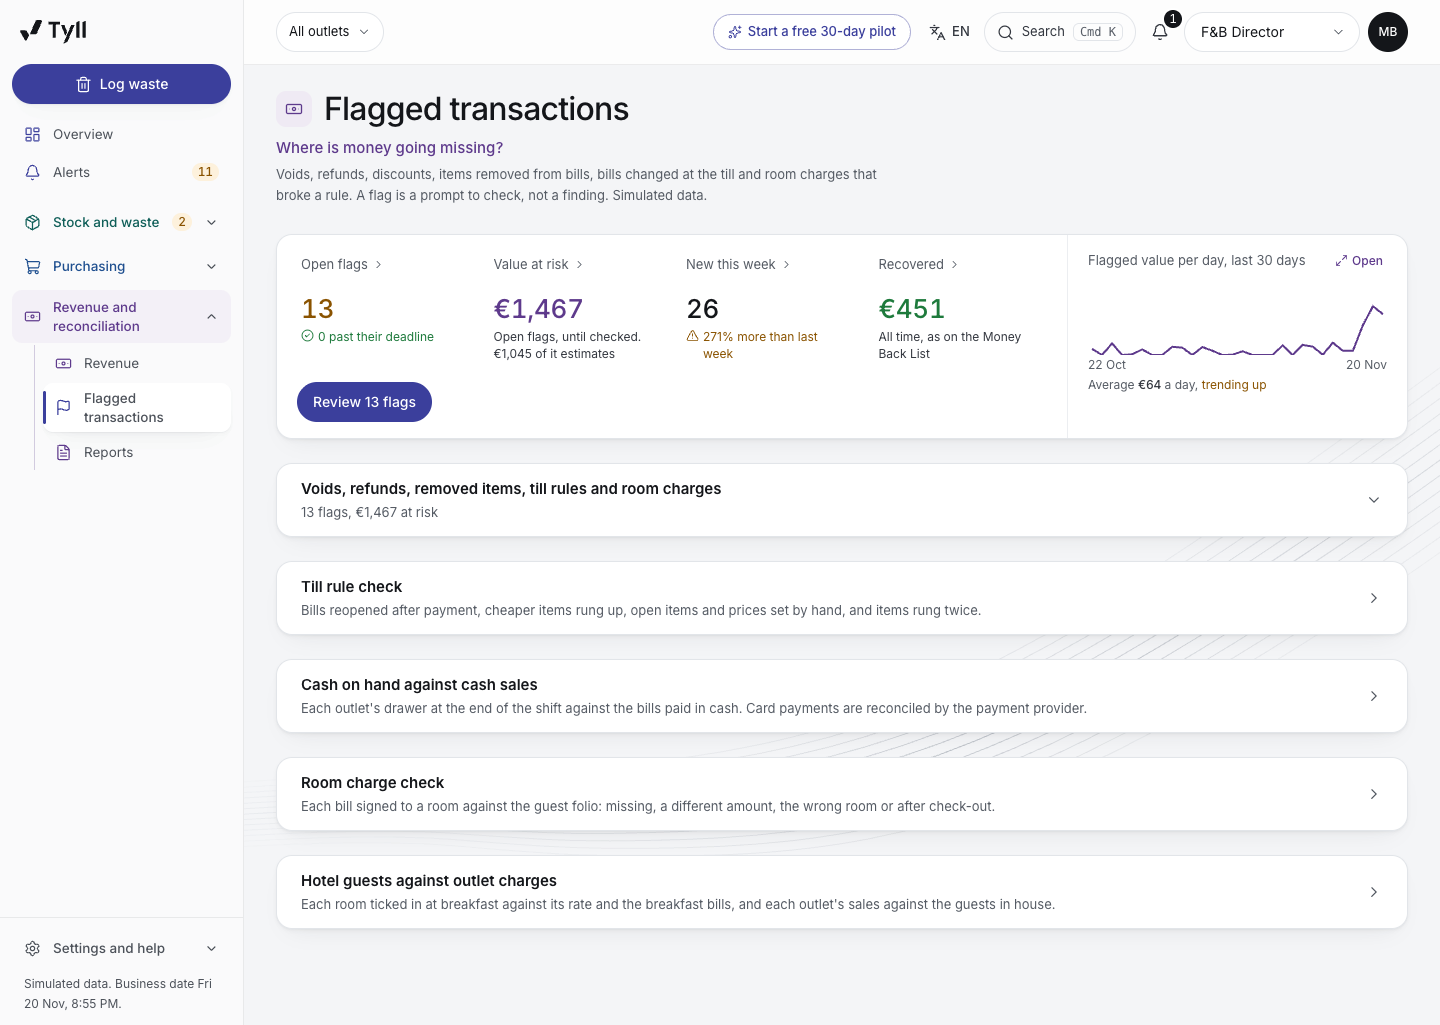 Tyll
Log waste
Overview
Alerts
11
Stock and waste
2
Purchasing
Revenue and
reconciliation
Revenue
Flagged
transactions
Reports
Settings and help
Simulated data. Business date Fri
20 Nov, 8:55 PM.
All outlets
Start a free 30-day pilot
EN
Search
Cmd K
1
F&B Director
MB
Flagged transactions
Where is money going missing?
Voids, refunds, discounts, items removed from bills, bills changed at the till and room charges that
broke a rule. A flag is a prompt to check, not a finding. Simulated data.
Open flags
13
0 past their deadline
Value at risk
€1,467
Open flags, until checked.
€1,045 of it estimates
New this week
26
271% more than last
week
Recovered
€451
All time, as on the Money
Back List
Review 13 flags
Flagged value per day, last 30 days
Open
22 Oct
20 Nov
Average €64 a day, trending up
Voids, refunds, removed items, till rules and room charges
13 flags, €1,467 at risk
Till rule check
Bills reopened after payment, cheaper items rung up, open items and prices set by hand, and items rung twice.
Cash on hand against cash sales
Each outlet's drawer at the end of the shift against the bills paid in cash. Card payments are reconciled by the payment provider.
Room charge check
Each bill signed to a room against the guest folio: missing, a different amount, the wrong room or after check-out.
Hotel guests against outlet charges
Each room ticked in at breakfast against its rate and the breakfast bills, and each outlet's sales against the guests in house.